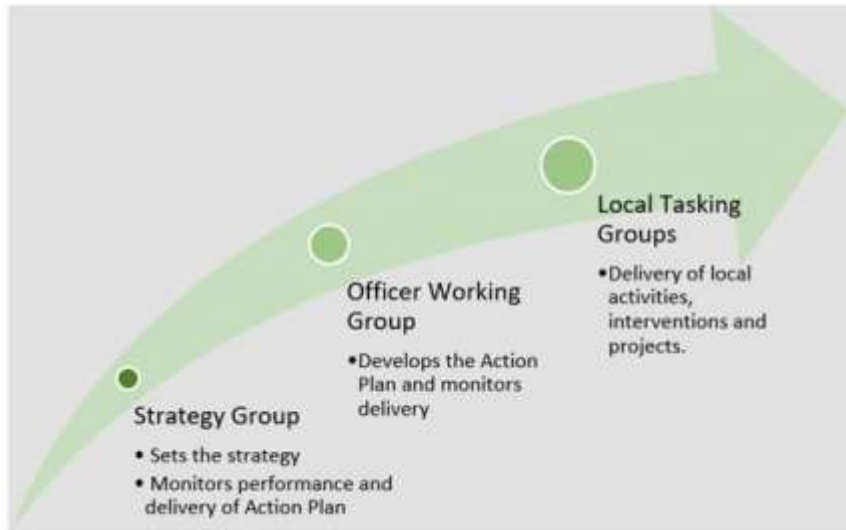 Strategy Group
• Sets the strategy
• Monitors performance and
delivery of Action Plan
Officer Working
Group
•Develops the Action
Plan and monitors
delivery
Local Tasking
Groups
•Delivery of local
activities,
interventions and
projects.